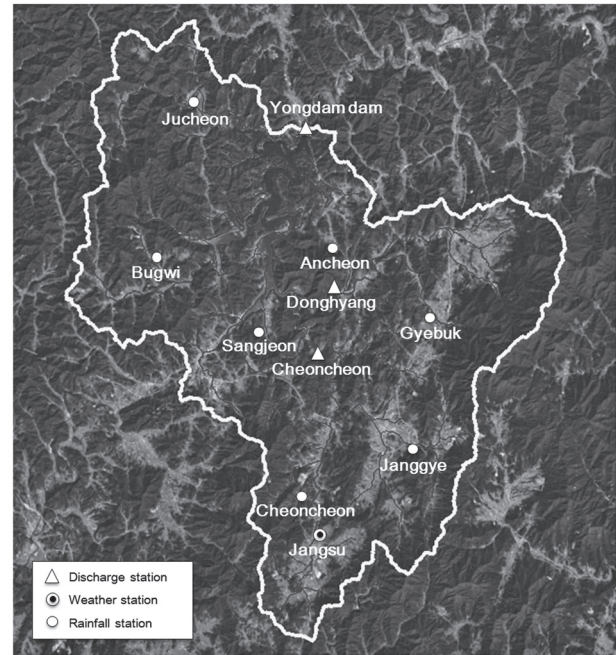 Yongdam dam
Jucheon
Ancheon
Bugwi
Donghyang
Gyebuk
Sangjeon
Cheoncheon
Janggye
Cheoncheon
Jangsu
Discharge station
Weather station
Rainfall station